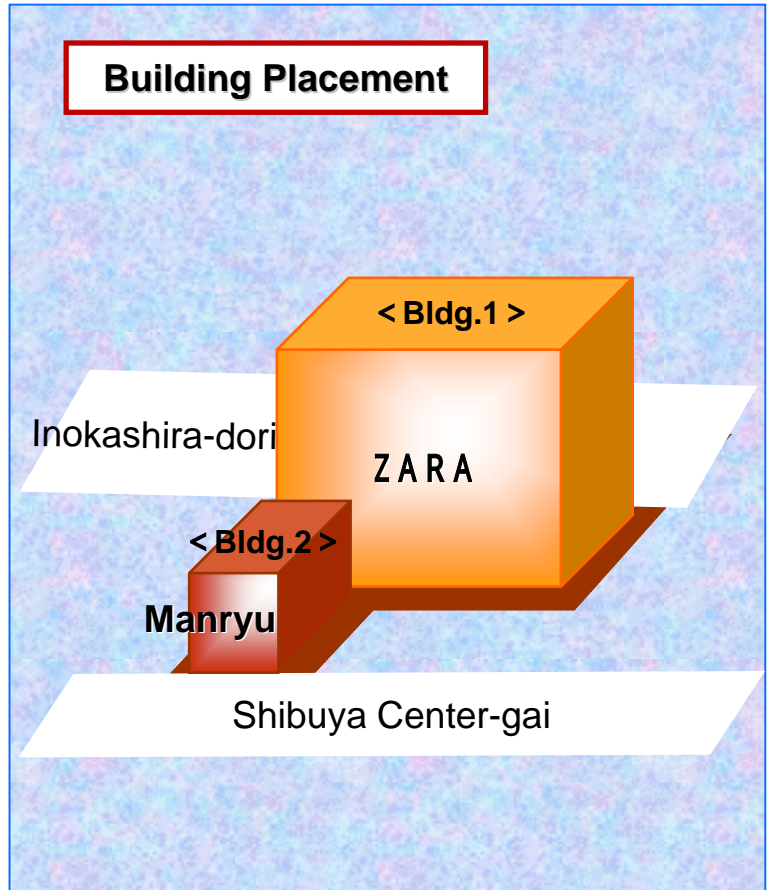 Building Placement
< Bldg.1 >
Inokashira-dori
ZARA
< Bldg.2 >
Manryu
Shibuya Center-gai